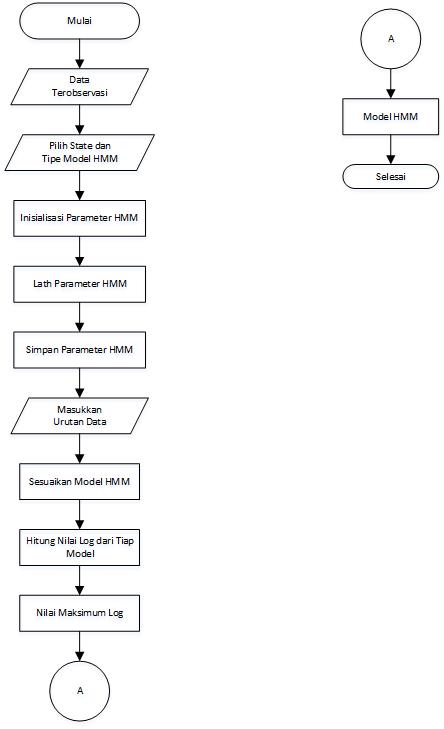 Mulai
Data
Terobservasi
Pilih State dan
Tipe Model HMM
Inisialisasi Parameter HMM
Lath Parameter HMM
Simpan Parameter HMM
Masukkan
Urutan Data
Sesuaikan Model HMM
Hitung Nilai Log dari Tiap
Model
Nilai Maksimum Log
A
A
Model HMM
Selesai